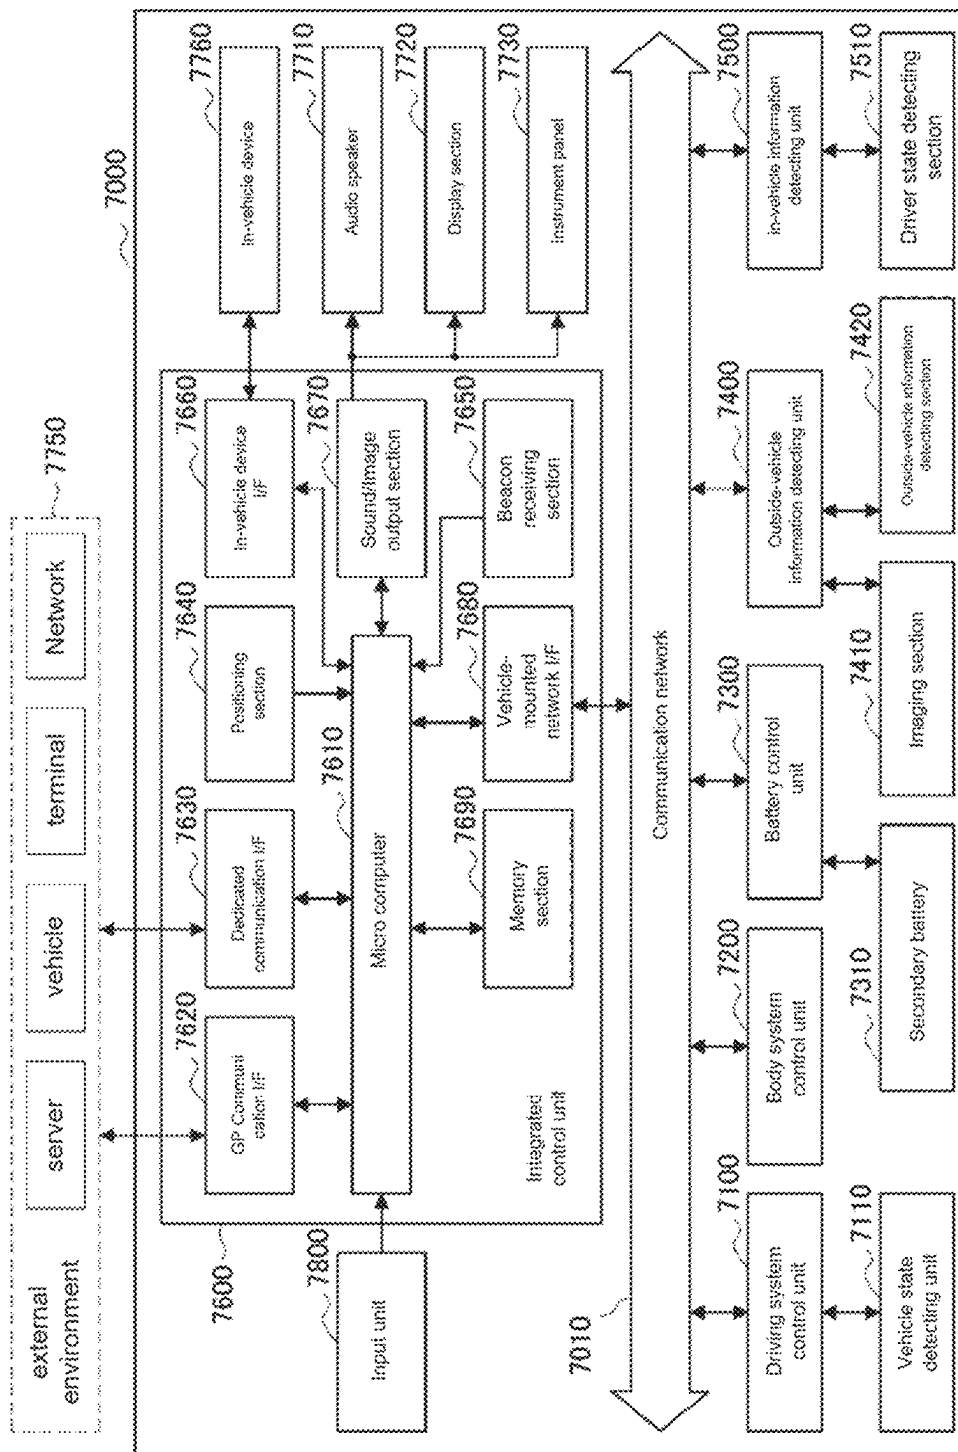 7000
external
environment
server
vehicle
terminal
Network
7750
7600
7620
GP Communi
cation I/F
7630
Dedicated
communication I/F
7640
Positioning
section
7660
In-vehicle device
I/F
7760
In-vehicle device
7800
Input unit
7610
Micro computer
7670
Sound/Image
output section
7710
Audio speaker
7720
Display section
7730
Instrument panel
Integrated
control unit
7690
Memory
section
7680
Vehicle-
mounted
network I/F
7650
Beacon
receiving
section
7010
Communication network
7100
Driving system
control unit
7200
Body system
control unit
7300
Battery control
unit
7400
Outside-vehicle
information detecting unit
7500
in-vehicle information
detecting unit
7110
Vehicle state
detecting unit
7310
Secondary battery
7410
Imaging section
7420
Outside-vehicle information
detecting section
7510
Driver state detecting
section